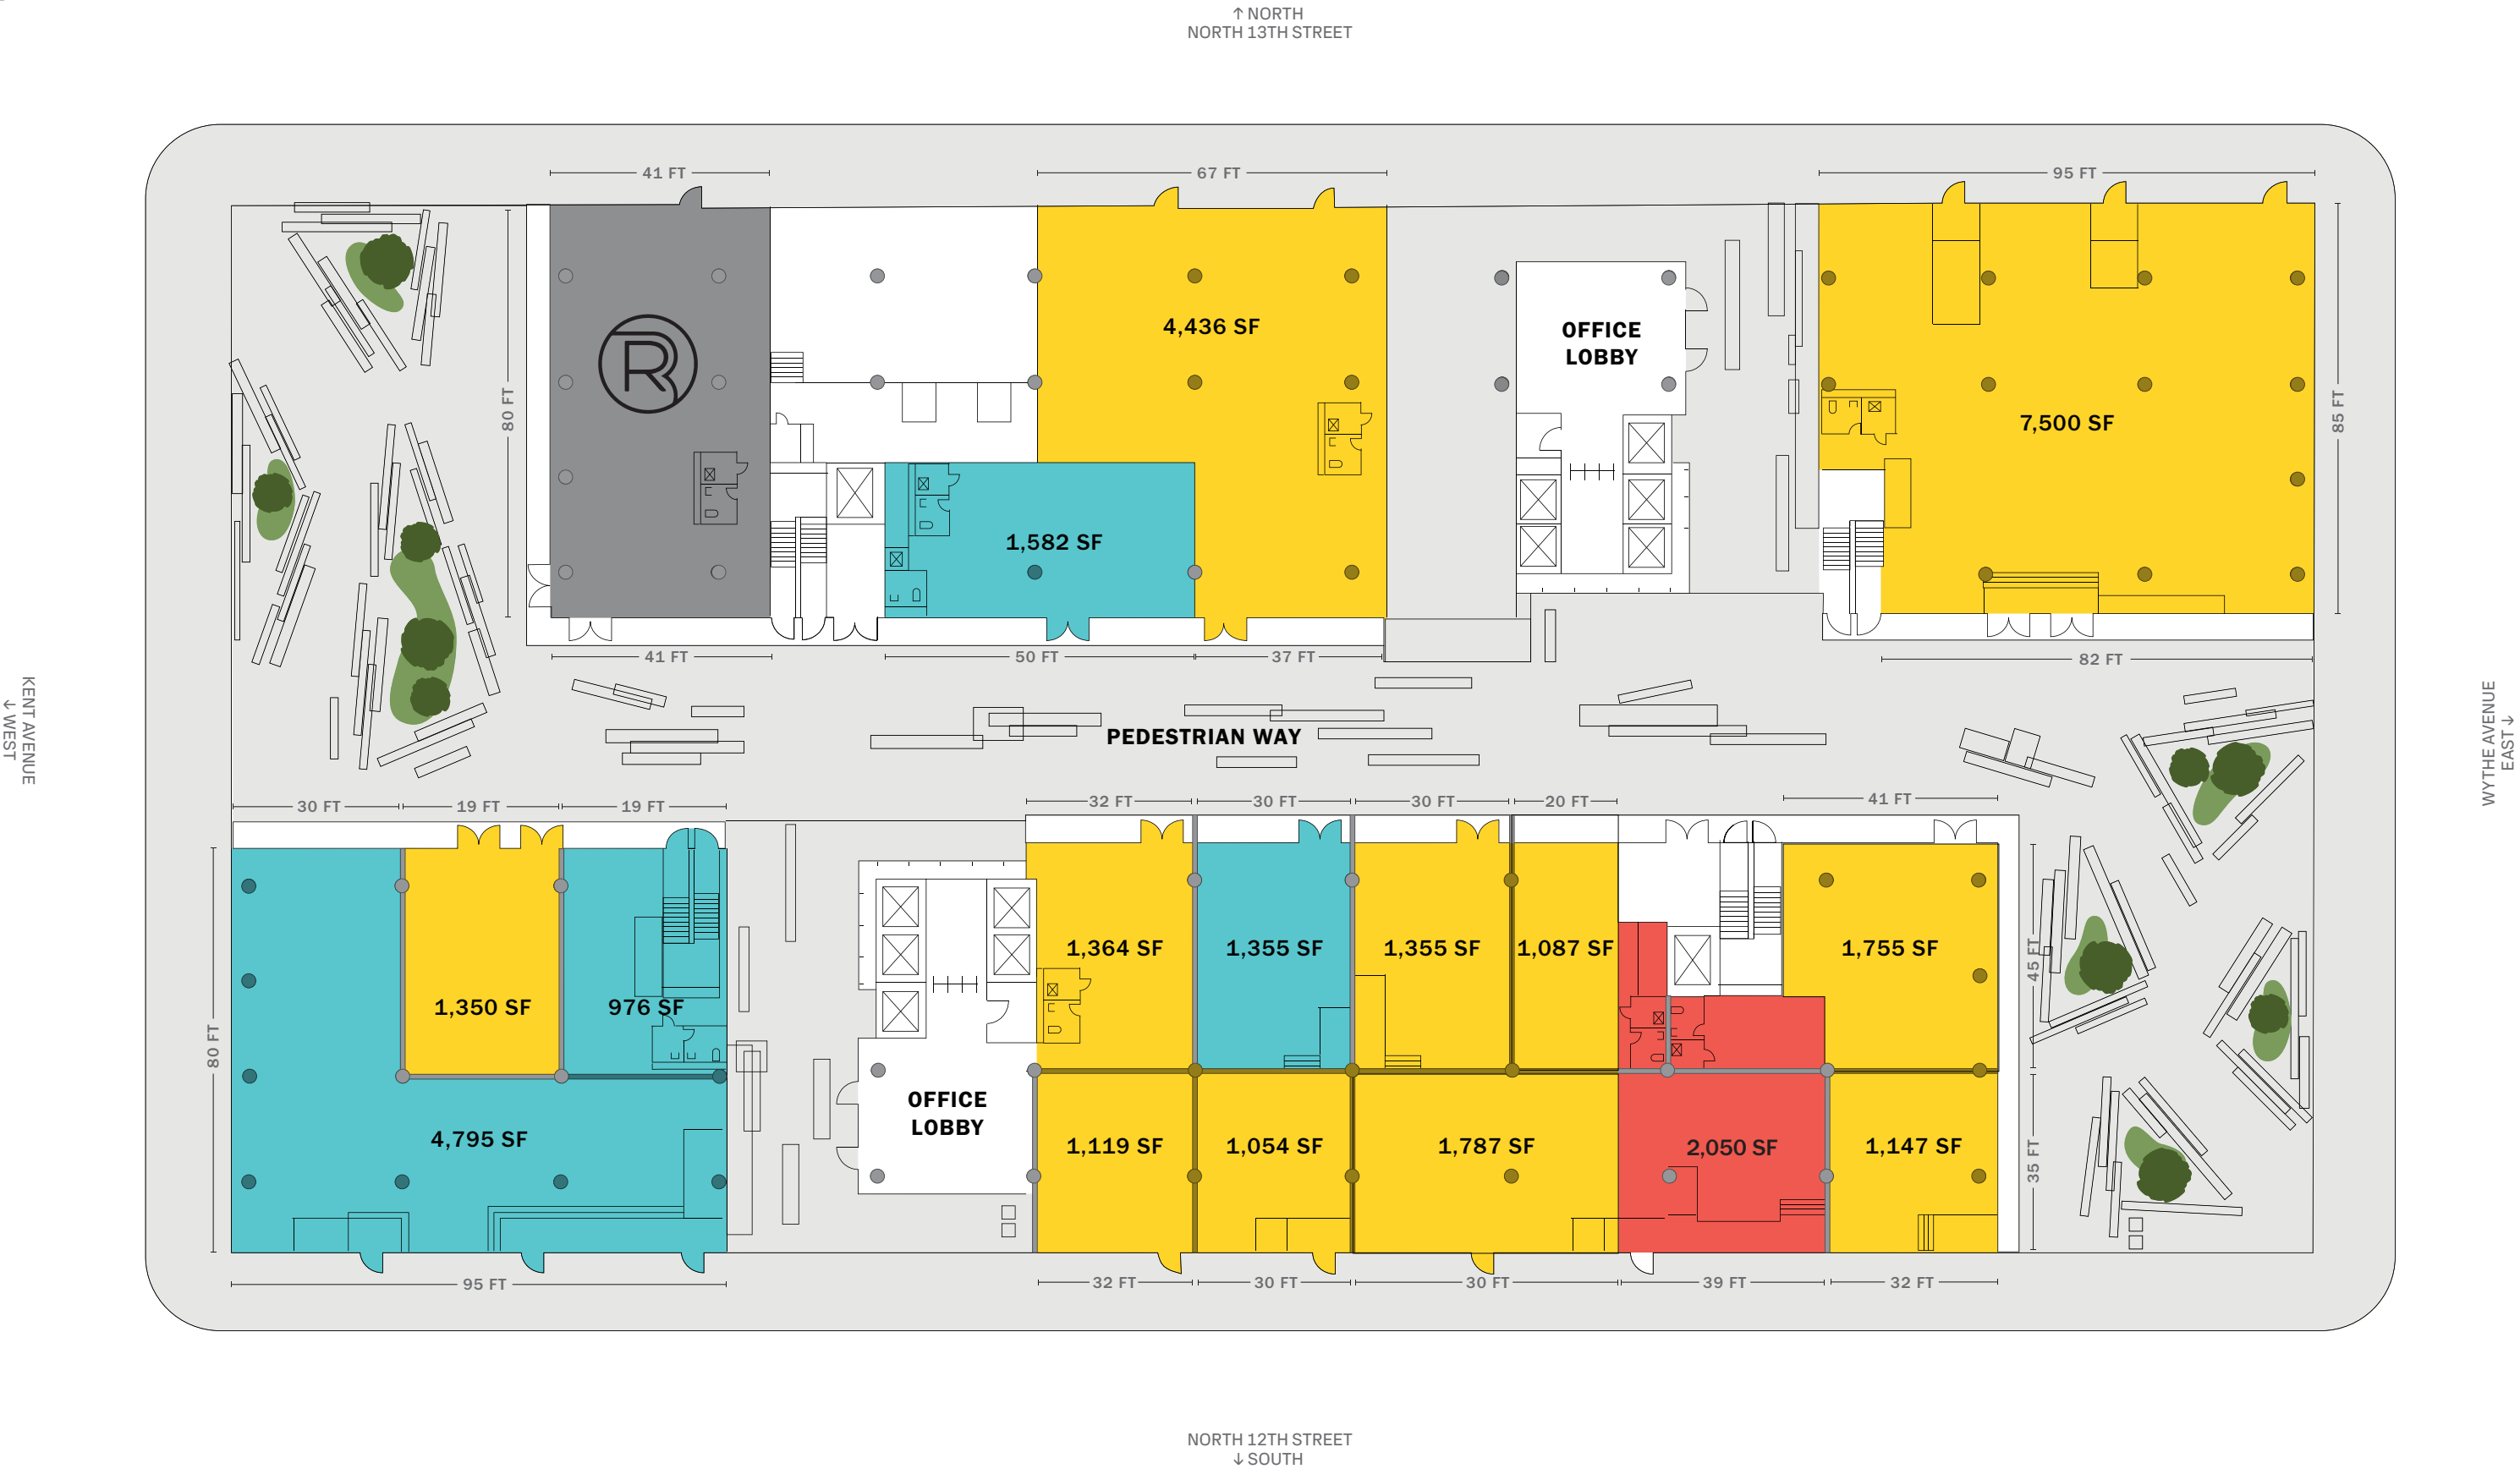 ↑ NORTH
NORTH 13TH STREET
41 FT
67 FT
95 FT
R
4,436 SF
OFFICE
LOBBY
7,500 SF
80 FT
85 FT
1,582 SF
41 FT
50 FT
37 FT
82 FT
KENT AVENUE
↓ WEST
WYTHE AVENUE
EAST ↓
PEDESTRIAN WAY
30 FT
19 FT
19 FT
32 FT
30 FT
30 FT
20 FT
41 FT
1,364 SF
1,355 SF
1,355 SF
1,087 SF
1,755 SF
45 FT
1,350 SF
976 SF
80 FT
OFFICE
LOBBY
4,795 SF
1,119 SF
1,054 SF
1,787 SF
2,050 SF
1,147 SF
35 FT
95 FT
32 FT
30 FT
30 FT
39 FT
32 FT
NORTH 12TH STREET
↓ SOUTH